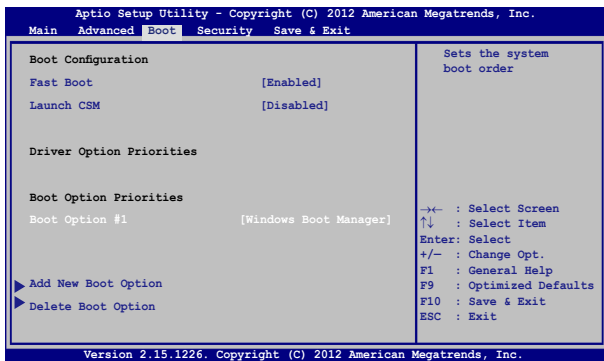 Aptio Setup Utility - Copyright (C) 2012 American Megatrends, Inc.
Main Advanced Boot Security Save & Exit
Boot Configuration
Fast Boot [Enabled]
Launch CSM [Disabled]
Driver Option Priorities
Boot Option Priorities
Boot Option #1 [Windows Boot Manager]
Add New Boot Option
Delete Boot Option
Sets the system
boot order
→← : Select Screen
↑↓ : Select Item
Enter: Select
+/− : Change Opt.
F1 : General Help
F9 : Optimized Defaults
F10 : Save & Exit
ESC : Exit
Version 2.15.1226. Copyright (C) 2012 American Megatrends, Inc.